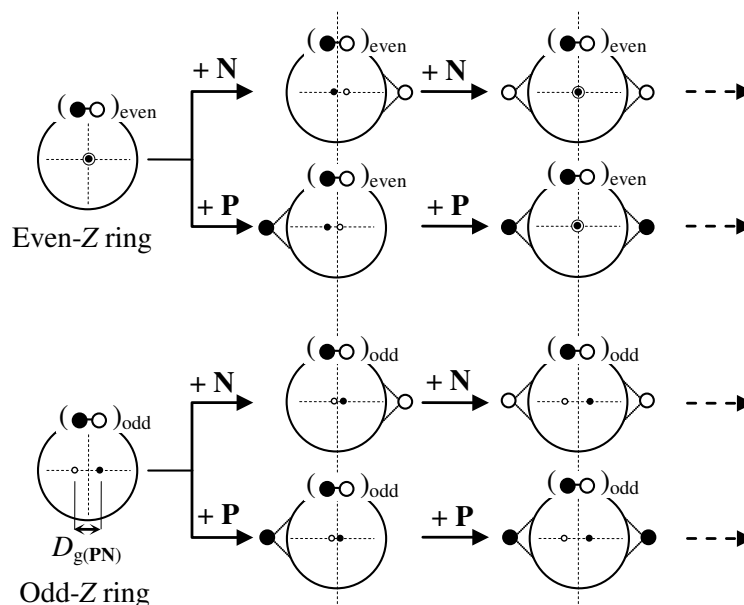 ( )even
+ N
( )even
+ N
( )even
+ P
( )even
+ P
( )even
Even-Z ring
( )odd
+ N
( )odd
+ N
( )odd
+ P
( )odd
+ P
( )odd
Dg(PN)
Odd-Z ring